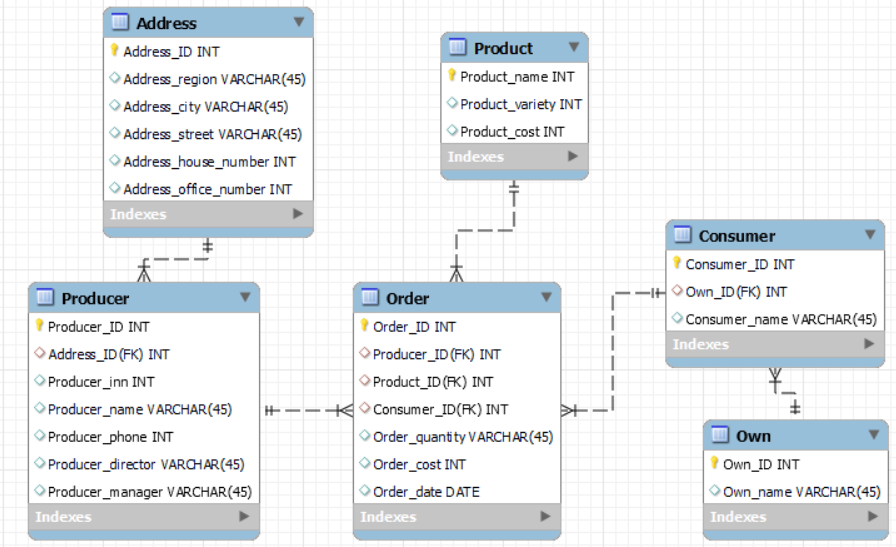 Address
Address_ID INT
Address_region VARCHAR(45)
Address_city VARCHAR(45)
Address_street VARCHAR(45)
Address_house_number INT
Address_office_number INT
Indexes
Product
Product_name INT
Product_variety INT
Product_cost INT
Indexes
Consumer
Consumer_ID INT
Own_ID(FK) INT
Consumer_name VARCHAR(45)
Indexes
Producer
Producer_ID INT
Address_ID(FK) INT
Producer_inn INT
Producer_name VARCHAR(45)
Producer_phone INT
Producer_director VARCHAR(45)
Producer_manager VARCHAR(45)
Indexes
Order
Order_ID INT
Producer_ID(FK) INT
Product_ID(FK) INT
Consumer_ID(FK) INT
Order_quantity VARCHAR(45)
Order_cost INT
Order_date DATE
Indexes
Own
Own_ID INT
Own_name VARCHAR(45)
Indexes